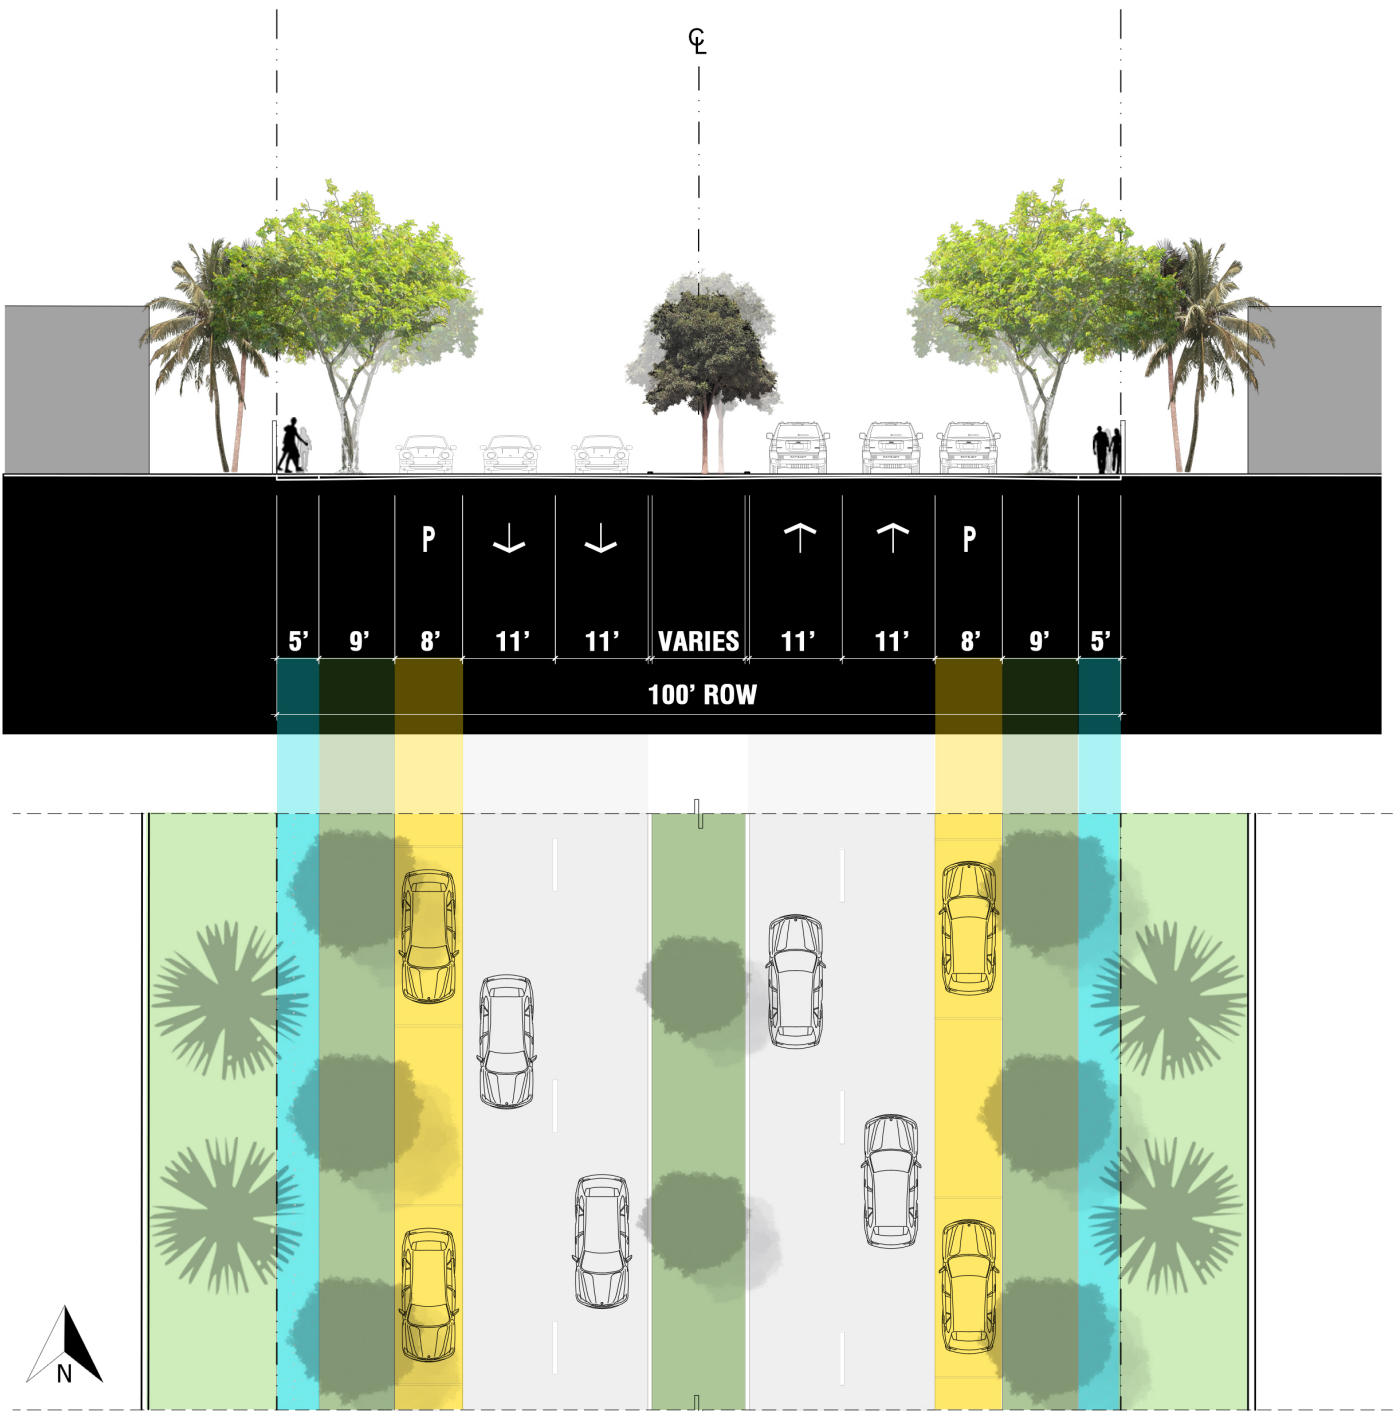 ℄
P P
5’ 9’ 8’ 11’ 11’ VARIES 11’ 11’ 8’ 9’ 5’
100’ ROW
N